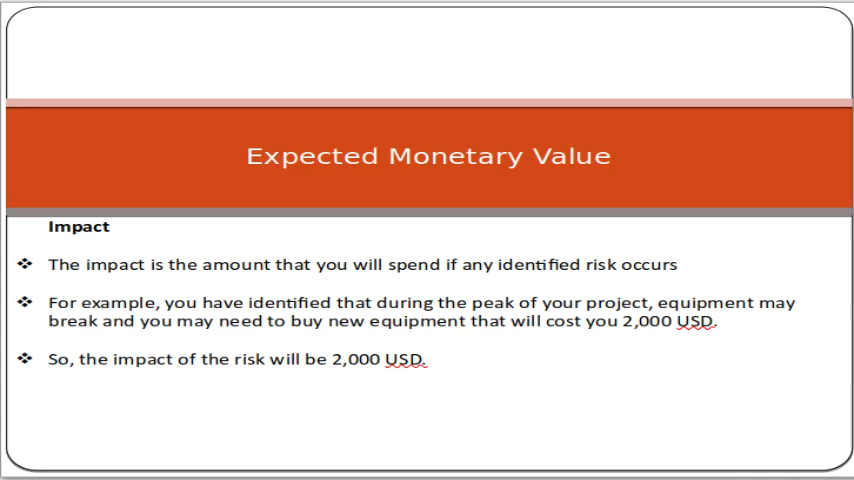 Expected Monetary Value
Impact
❖ The impact is the amount that you will spend if any identified risk occurs
❖ For example, you have identified that during the peak of your project, equipment may
break and you may need to buy new equipment that will cost you 2,000 USD.
❖ So, the impact of the risk will be 2,000 USD.